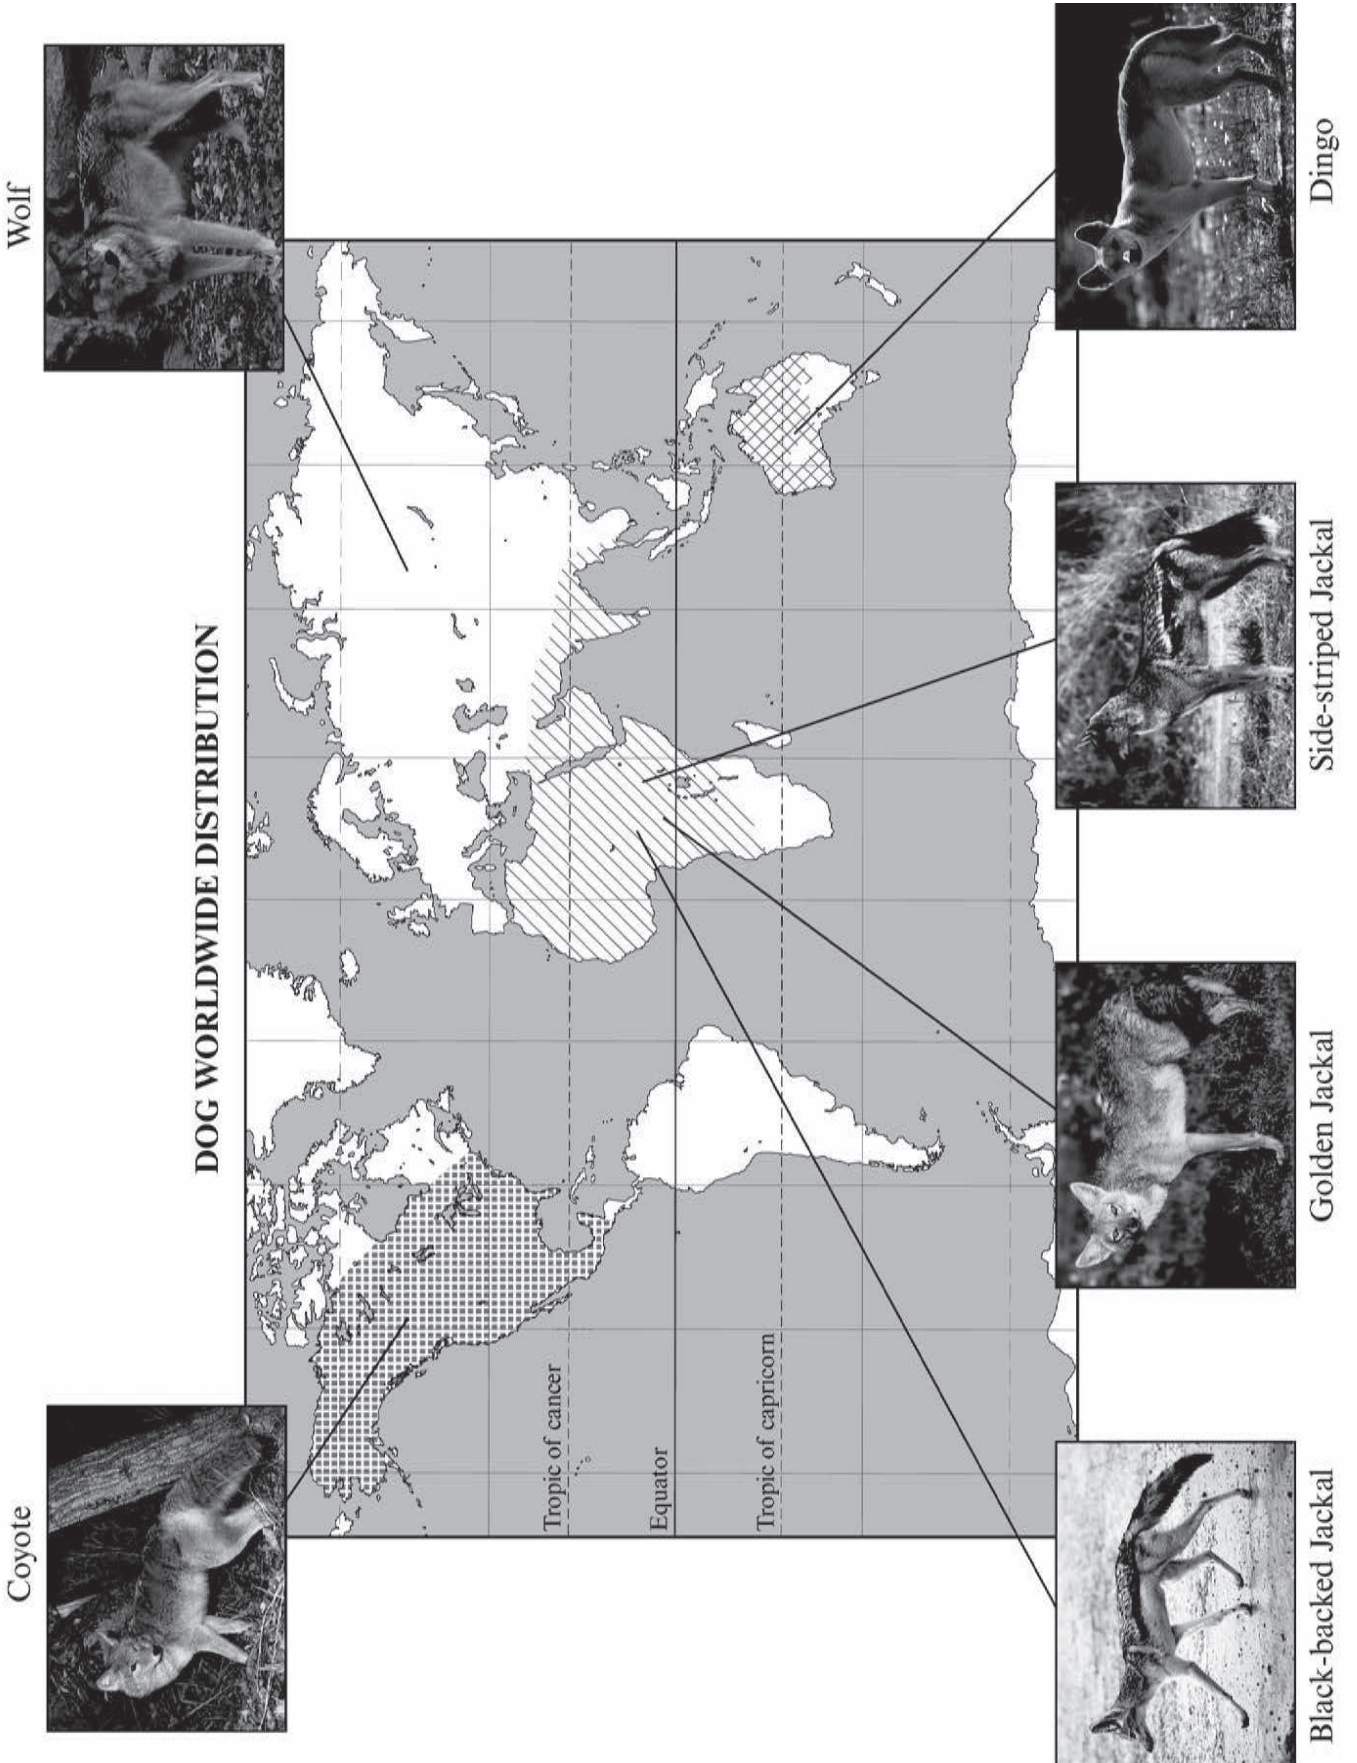 DOG WORLDWIDE DISTRIBUTION
Coyote
Wolf
Tropic of cancer
Equator
Tropic of capricorn
Black-backed Jackal
Golden Jackal
Side-striped Jackal
Dingo